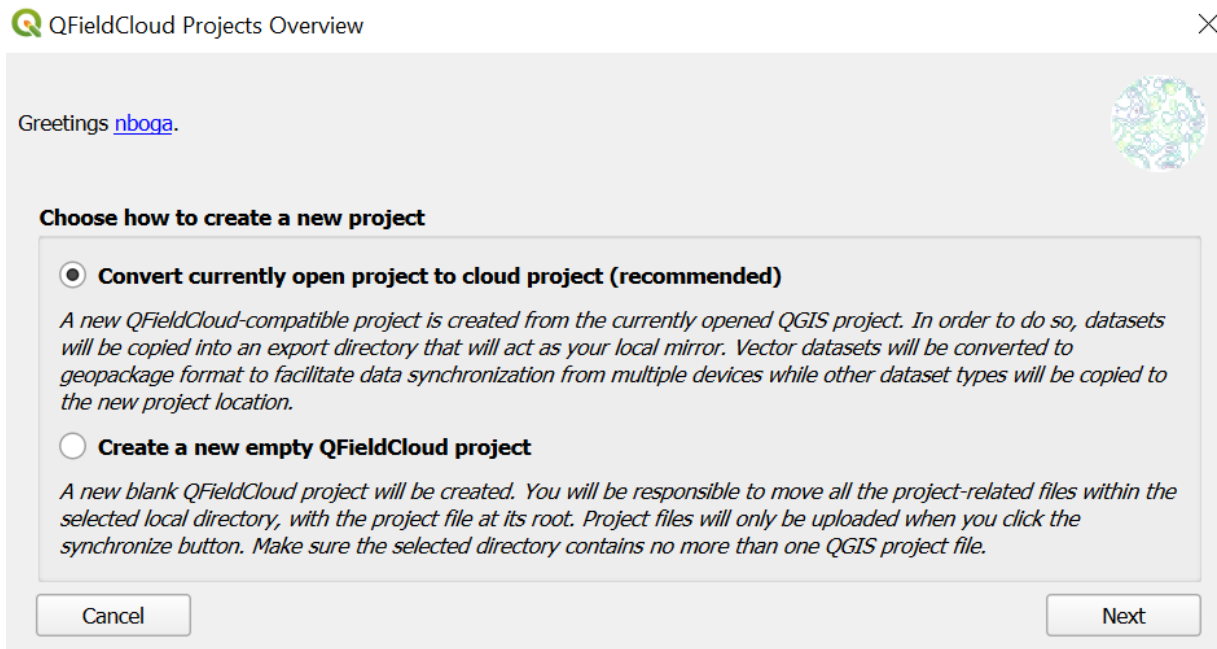 QFieldCloud Projects Overview
Greetings nboga.
Choose how to create a new project
Convert currently open project to cloud project (recommended)
A new QFieldCloud-compatible project is created from the currently opened QGIS project. In order to do so, datasets
will be copied into an export directory that will act as your local mirror. Vector datasets will be converted to
geopackage format to facilitate data synchronization from multiple devices while other dataset types will be copied to
the new project location.
Create a new empty QFieldCloud project
A new blank QFieldCloud project will be created. You will be responsible to move all the project-related files within the
selected local directory, with the project file at its root. Project files will only be uploaded when you click the
synchronize button. Make sure the selected directory contains no more than one QGIS project file.
Cancel
Next